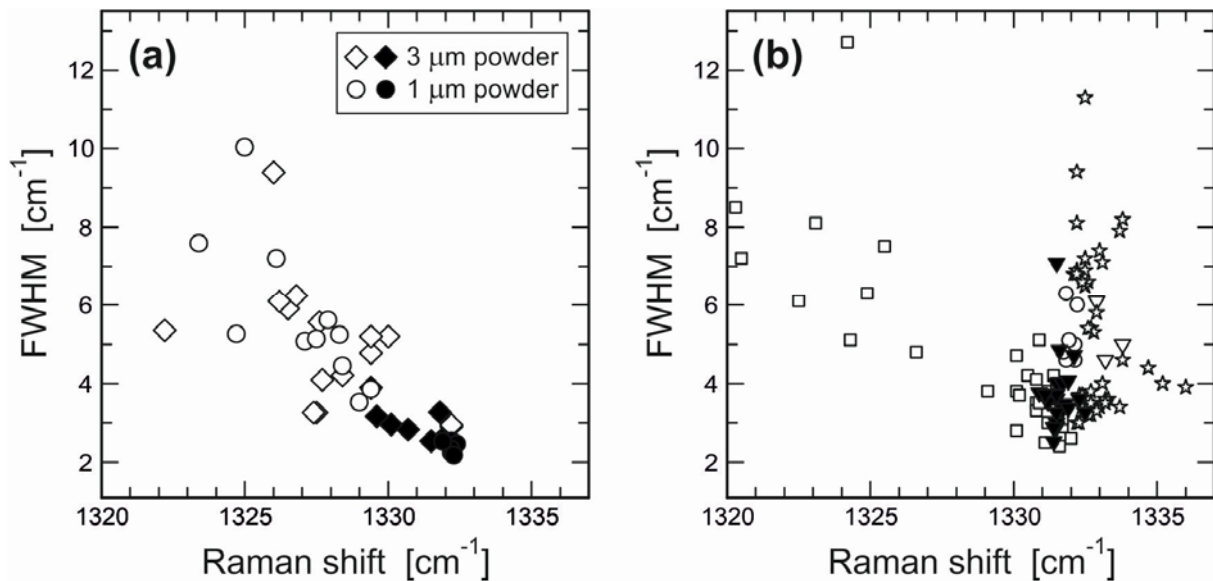 (a)
3 μm powder
1 μm powder
FWHM [cm⁻¹]
12
10
8
6
4
2
1320 1325 1330 1335
Raman shift [cm⁻¹]
(b)
FWHM [cm⁻¹]
12
10
8
6
4
2
1320 1325 1330 1335
Raman shift [cm⁻¹]